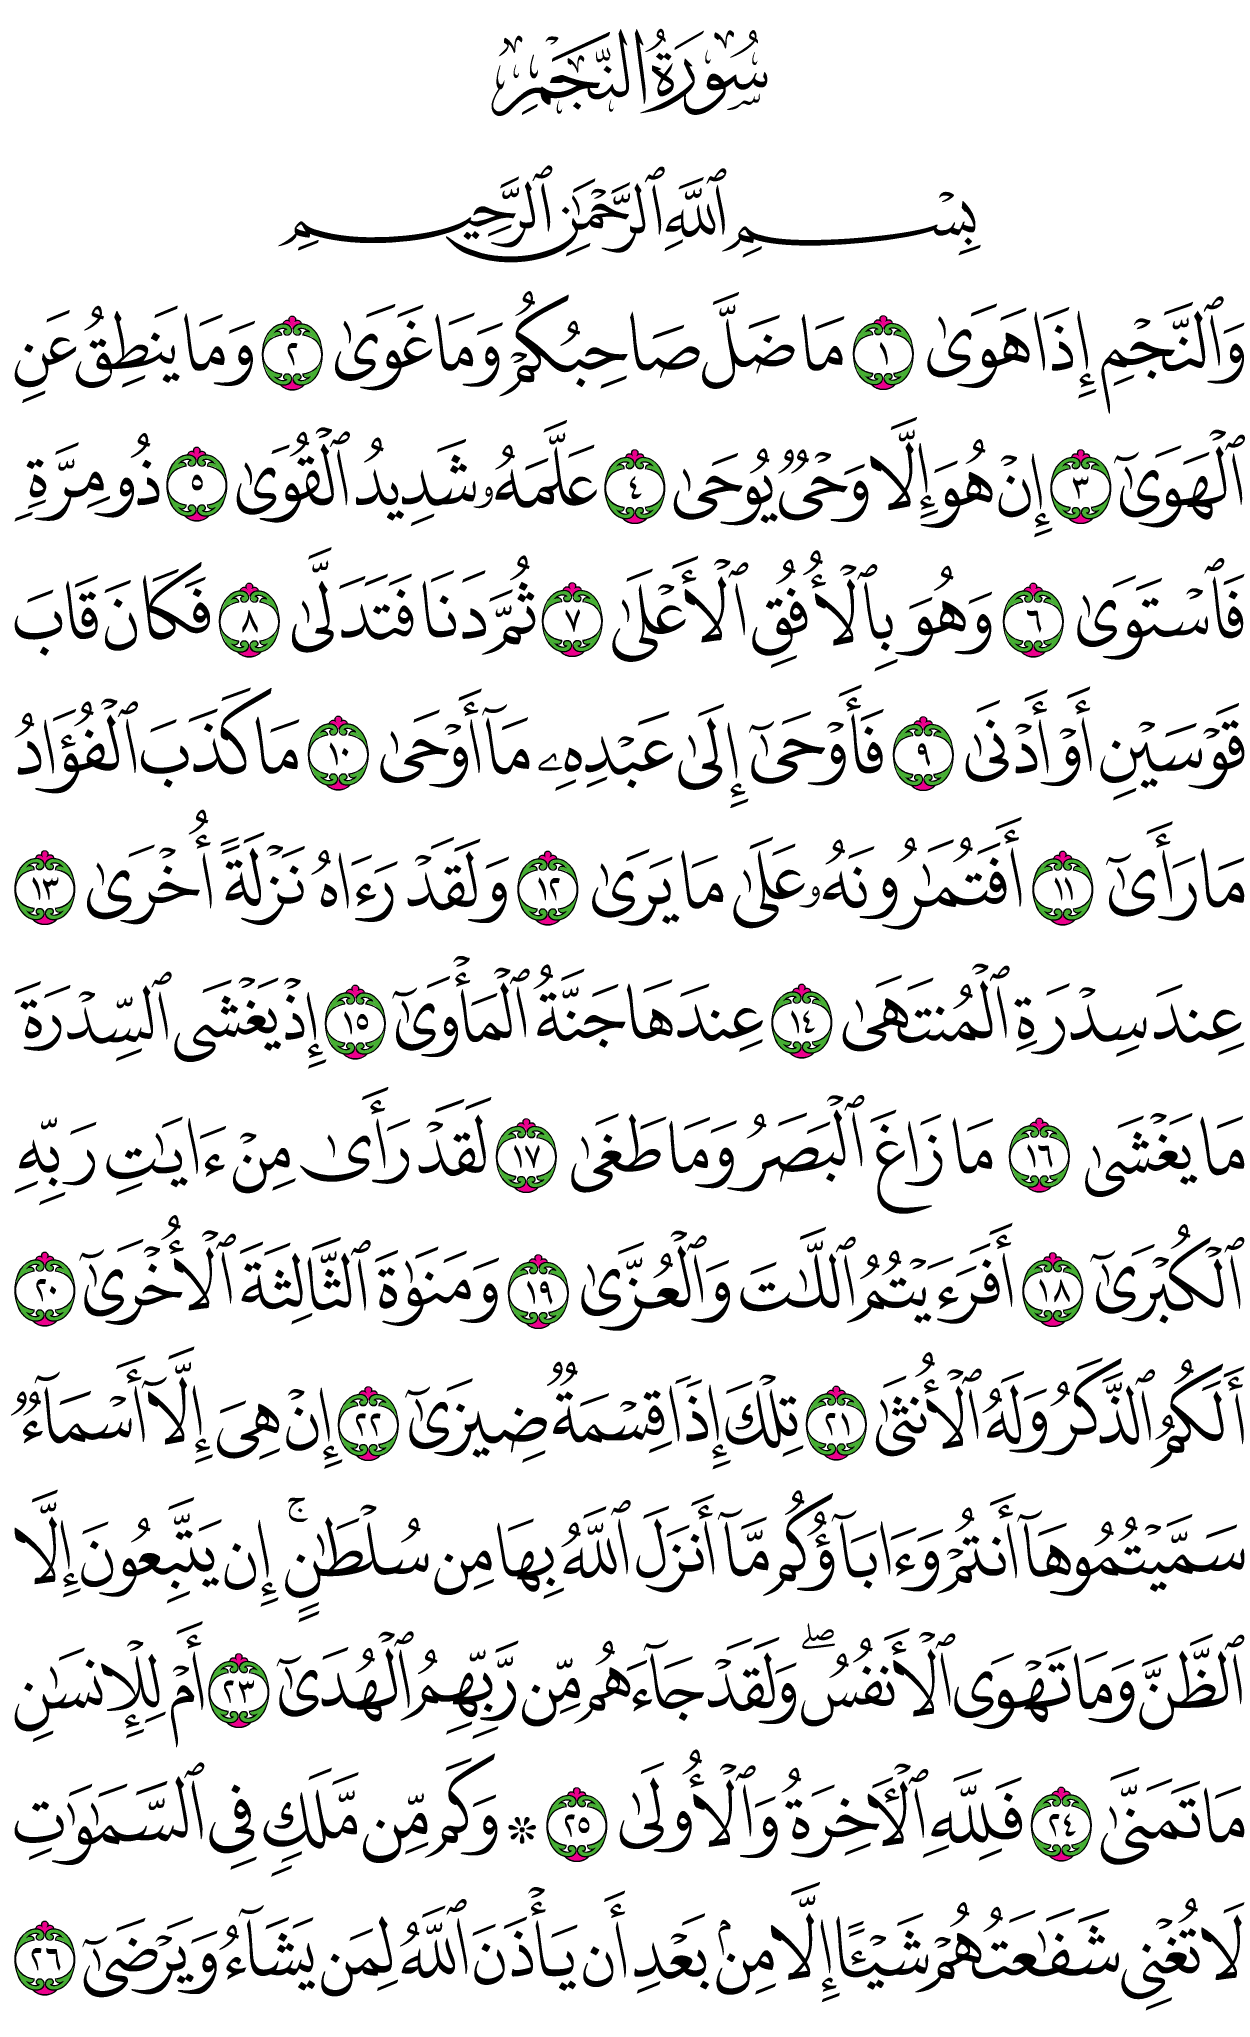 سُورَةُ النَّجْمِ
بِسْمِ ٱللَّهِ ٱلرَّحْمَٰنِ ٱلرَّحِيمِ
وَٱلنَّجْمِ إِذَا هَوَىٰ ١ مَا ضَلَّ صَاحِبُكُمْ وَمَا غَوَىٰ ٢ وَمَا يَنطِقُ عَنِ
ٱلْهَوَىٰٓ ٣ إِنْ هُوَ إِلَّا وَحْىٌ يُوحَىٰ ٤ عَلَّمَهُۥ شَدِيدُ ٱلْقُوَىٰ ٥ ذُو مِرَّةٍ
فَٱسْتَوَىٰ ٦ وَهُوَ بِٱلْأُفُقِ ٱلْأَعْلَىٰ ٧ ثُمَّ دَنَا فَتَدَلَّىٰ ٨ فَكَانَ قَابَ
قَوْسَيْنِ أَوْ أَدْنَىٰ ٩ فَأَوْحَىٰٓ إِلَىٰ عَبْدِهِۦ مَآ أَوْحَىٰ ١٠ مَا كَذَبَ ٱلْفُؤَادُ
مَا رَأَىٰٓ ١١ أَفَتُمَٰرُونَهُۥ عَلَىٰ مَا يَرَىٰ ١٢ وَلَقَدْ رَءَاهُ نَزْلَةً أُخْرَىٰ ١٣
عِندَ سِدْرَةِ ٱلْمُنتَهَىٰ ١٤ عِندَهَا جَنَّةُ ٱلْمَأْوَىٰٓ ١٥ إِذْ يَغْشَى ٱلسِّدْرَةَ
مَا يَغْشَىٰ ١٦ مَا زَاغَ ٱلْبَصَرُ وَمَا طَغَىٰ ١٧ لَقَدْ رَأَىٰ مِنْ ءَايَٰتِ رَبِّهِ
ٱلْكُبْرَىٰٓ ١٨ أَفَرَءَيْتُمُ ٱللَّٰتَ وَٱلْعُزَّىٰ ١٩ وَمَنَوٰةَ ٱلثَّالِثَةَ ٱلْأُخْرَىٰٓ ٢٠
أَلَكُمُ ٱلذَّكَرُ وَلَهُ ٱلْأُنثَىٰ ٢١ تِلْكَ إِذًا قِسْمَةٌ ضِيزَىٰٓ ٢٢ إِنْ هِىَ إِلَّآ أَسْمَآءٌ
سَمَّيْتُمُوهَآ أَنتُمْ وَءَابَآؤُكُم مَّآ أَنزَلَ ٱللَّهُ بِهَا مِن سُلْطَٰنٍ ۚ إِن يَتَّبِعُونَ إِلَّا
ٱلظَّنَّ وَمَا تَهْوَى ٱلْأَنفُسُ ۖ وَلَقَدْ جَآءَهُم مِّن رَّبِّهِمُ ٱلْهُدَىٰٓ ٢٣ أَمْ لِلْإِنسَٰنِ
مَا تَمَنَّىٰ ٢٤ فَلِلَّهِ ٱلْءَاخِرَةُ وَٱلْأُولَىٰ ٢٥ ۞ وَكَم مِّن مَّلَكٍ فِى ٱلسَّمَٰوَٰتِ
لَا تُغْنِى شَفَٰعَتُهُمْ شَيْـًٔا إِلَّا مِنۢ بَعْدِ أَن يَأْذَنَ ٱللَّهُ لِمَن يَشَآءُ وَيَرْضَىٰٓ ٢٦